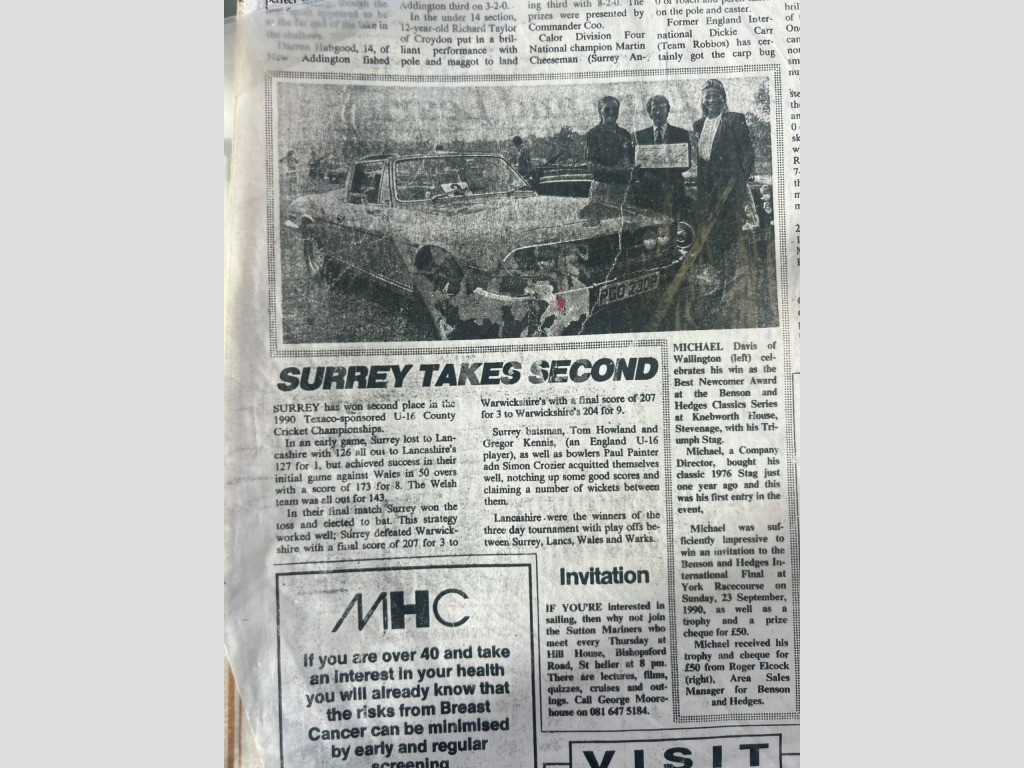 the far end of the lake in
the shallows.
Darren Habgood, 14, of
New Addington fished
Addington third on 3-2-0.
In the under 14 section,
12-year-old Richard Taylor
of Croydon put in a bril-
liant performance with
pole and maggot to land
ing third with 8-2-0. The
prizes were presented by
Commander Coo.
Calor Division Four
National champion Martin
Cheeseman (Surrey An-
on the pole and caster.
Former England Inter-
national Dickie Carr
(Team Robbos) has cer-
tainly got the carp bug
RGO 230P
SURREY TAKES SECOND
SURREY has won second place in the
1990 Texaco-sponsored U-16 County
Cricket Championships.
In an early game, Surrey lost to Lan-
cashire with 126 all out to Lancashire's
127 for 1, but achieved success in their
initial game against Wales in 50 overs
with a score of 173 for 8. The Welsh
team was all out for 143.
In their final match Surrey won the
toss and elected to bat. This strategy
worked well; Surrey defeated Warwick-
shire with a final score of 207 for 3 to
Warwickshire's with a final score of 207
for 3 to Warwickshire's 204 for 9.
Surrey batsman, Tom Howland and
Gregor Kennis, (an England U-16
player), as well as bowlers Paul Painter
adn Simon Crozier acquitted themselves
well, notching up some good scores and
claiming a number of wickets between
them.
Lancashire were the winners of the
three day tournament with play offs be-
tween Surrey, Lancs, Wales and Warks.
MICHAEL Davis of
Wallington (left) cel-
ebrates his win as the
Best Newcomer Award
at the Benson and
Hedges Classics Series
at Knebworth House,
Stevenage, with his Tri-
umph Stag.
Michael, a Company
Director, bought his
classic 1976 Stag just
one year ago and this
was his first entry in the
event,
Michael was suf-
ficiently impressive to
win an invitation to the
Benson and Hedges In-
ternational Final at
York Racecourse on
Sunday, 23 September,
1990, as well as a
trophy and a prize
cheque for £50.
Michael received his
trophy and cheque for
£50 from Roger Elcock
(right), Area Sales
Manager for Benson
and Hedges.
MHC
If you are over 40 and take
an interest in your health
you will already know that
the risks from Breast
Cancer can be minimised
by early and regular
screening
Invitation
IF YOU'RE interested in
sailing, then why not join
the Sutton Mariners who
meet every Thursday at
Hill House, Bishopsford
Road, St helier at 8 pm.
There are lectures, films,
quizzes, cruises and out-
ings. Call George Moore-
house on 081 647 5184.
VISIT